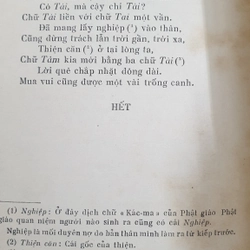 Có Tài, mà cậy chi Tài?
Chữ Tài liền với chữ Tai một vần.
Đã mang lấy nghiệp (¹) vào thân,
Cũng đừng trách lẫn trời gần, trời xa,
Thiện căn (²) ở tại lòng ta,
Chữ Tâm kia mới bằng ba chữ Tài (³)
Lời quê chắp nhặt dông dài.
Mua vui cũng được một vài trống canh.
HẾT
(1) Nghiệp: Ở đây dịch chữ « Kác-ma » của Phật giáo Phật
giáo quan niệm người nào sinh ra cũng có cái Nghiệp.
Nghiệp là mối duyên nợ do bản thân mình làm ra từ kiếp trước.
(2) Thiện căn: Cái gốc của thiện.